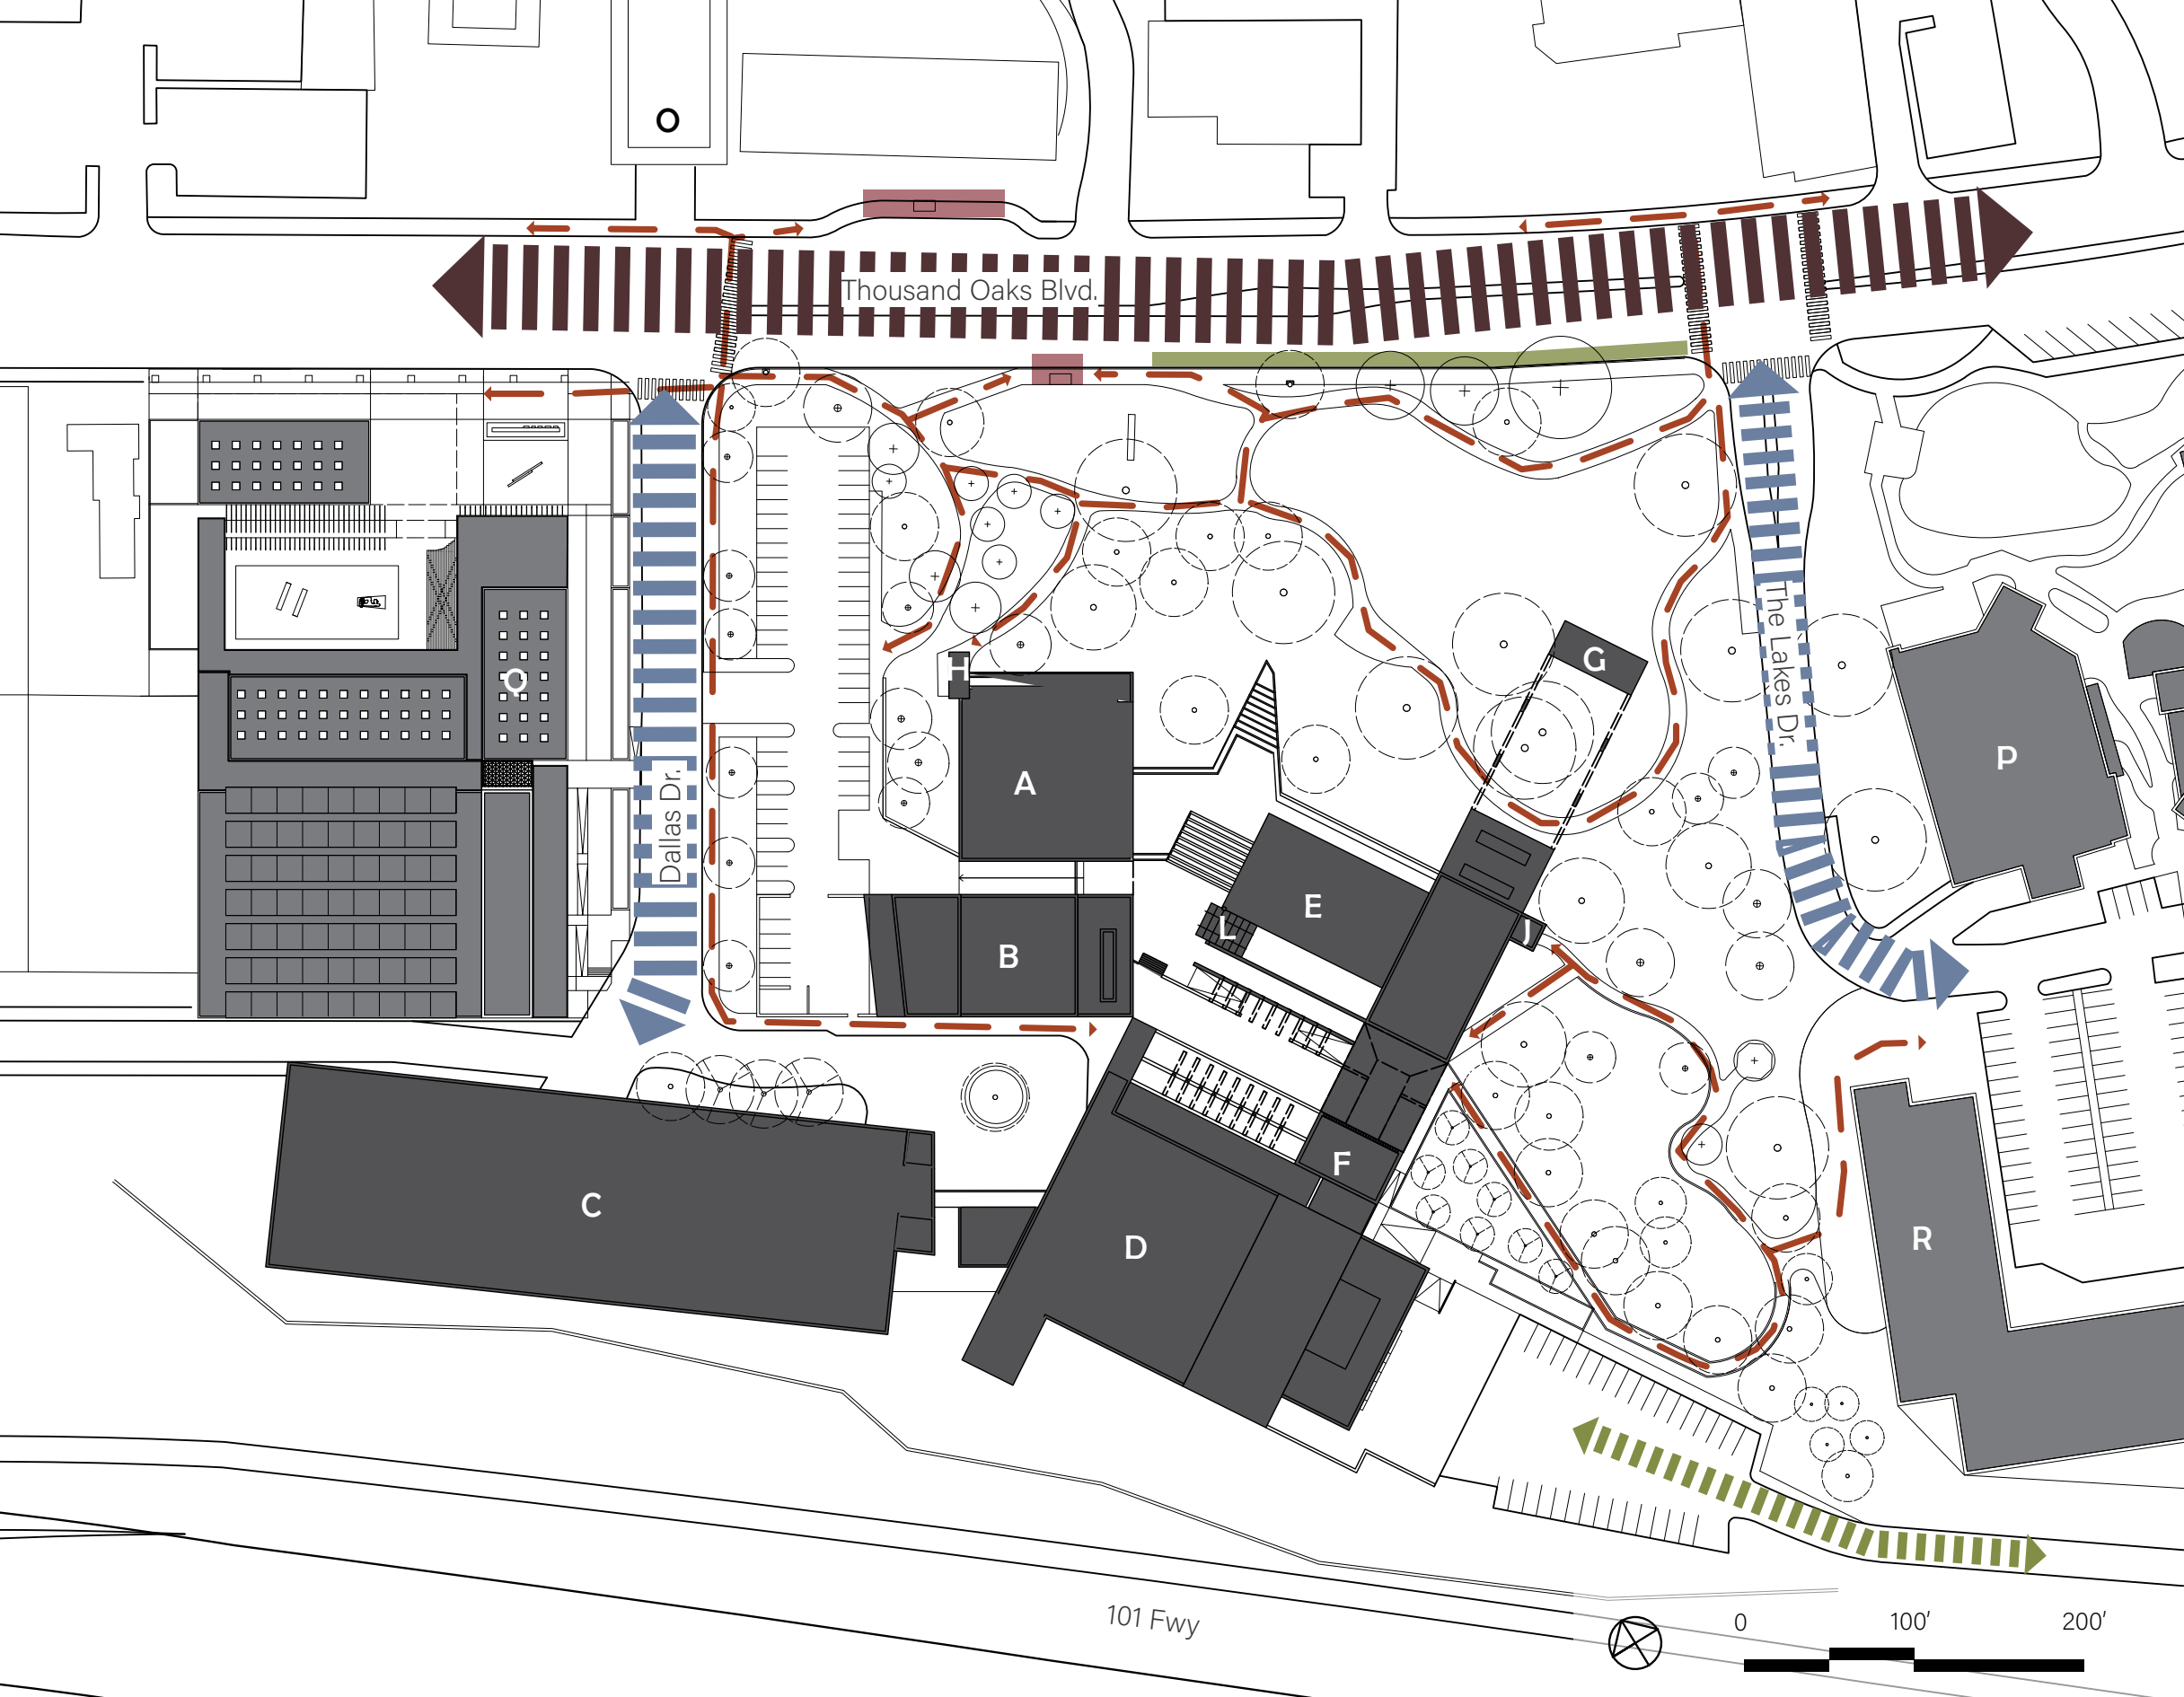 O
Thousand Oaks Blvd.
The Lakes Dr.
G
Q
H
P
A
Dallas Dr.
E
L
J
B
F
C
D
R
101 Fwy
0 100' 200'